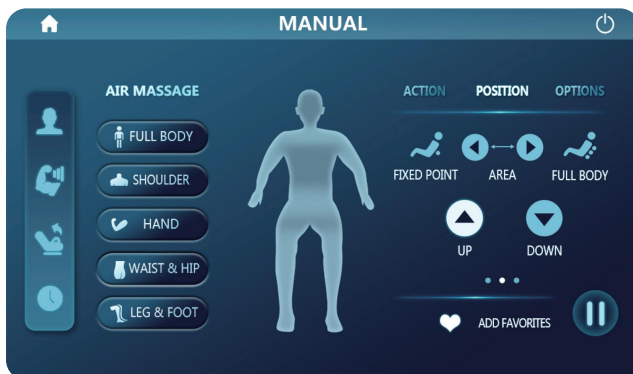 MANUAL
AIR MASSAGE
FULL BODY
SHOULDER
HAND
WAIST & HIP
LEG & FOOT
ACTION POSITION OPTIONS
FIXED POINT AREA FULL BODY
UP DOWN
ADD FAVORITES